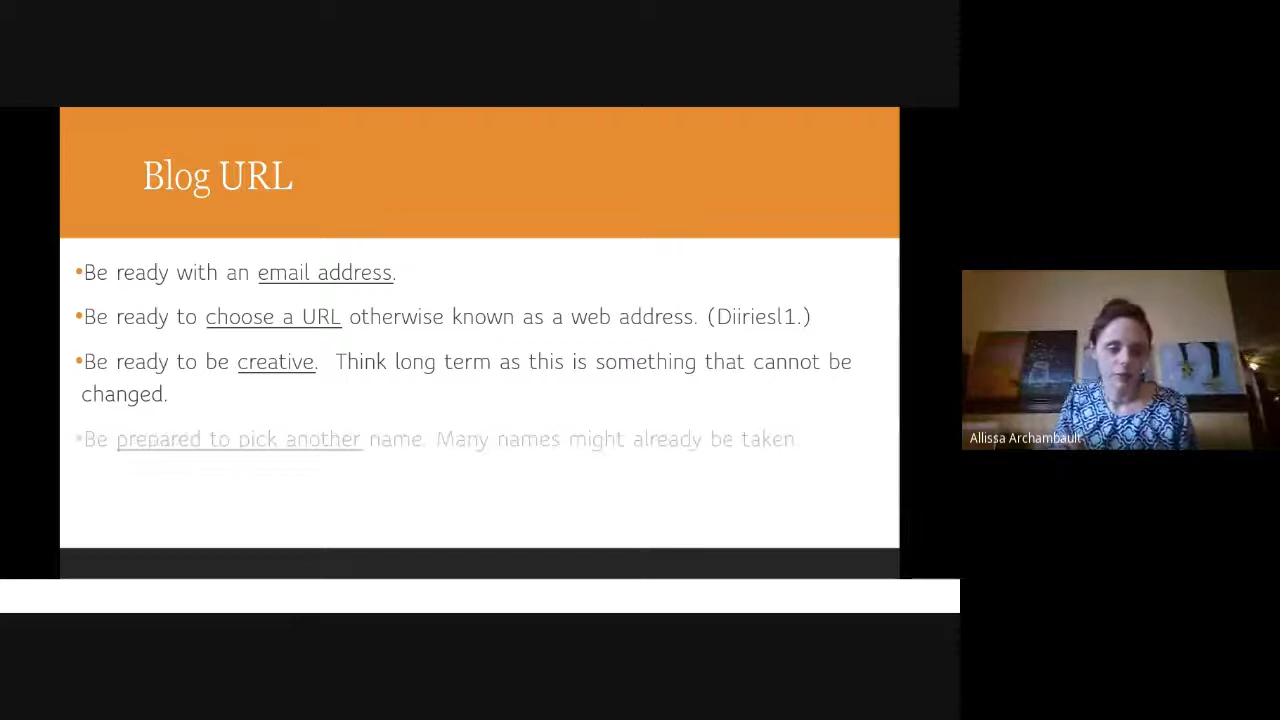 Blog URL
•Be ready with an email address.
•Be ready to choose a URL otherwise known as a web address. (Diiriesl1.)
•Be ready to be creative. Think long term as this is something that cannot be
changed.
•Be prepared to pick another name. Many names might already be taken.
Allissa Archambault